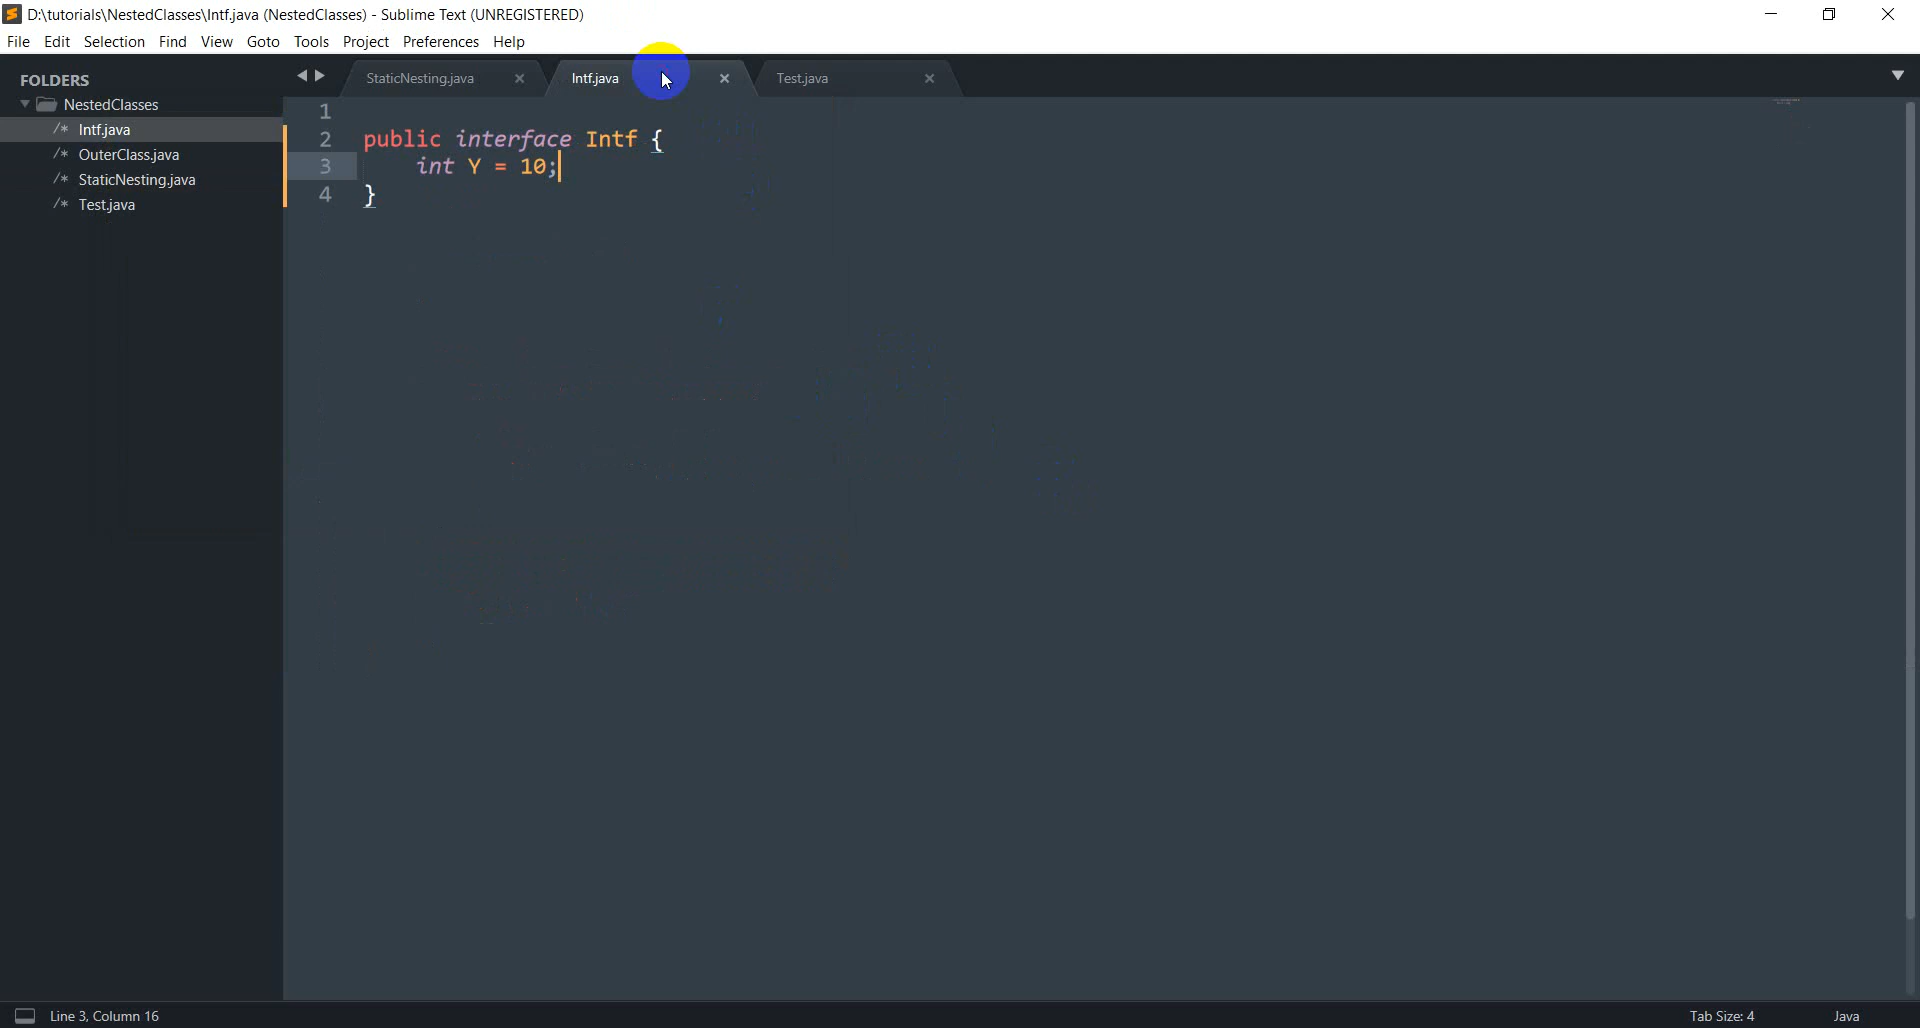 D:\tutorials\NestedClasses\Intf.java (NestedClasses) - Sublime Text (UNREGISTERED)
File Edit Selection Find View Goto Tools Project Preferences Help
FOLDERS
NestedClasses
/* Intf.java
/* OuterClass.java
/* StaticNesting.java
/* Test.java
StaticNesting.java Intf.java Test.java
1
2 public interface Intf {
3 int Y = 10;
4 }
Line 3, Column 16 Tab Size: 4 Java